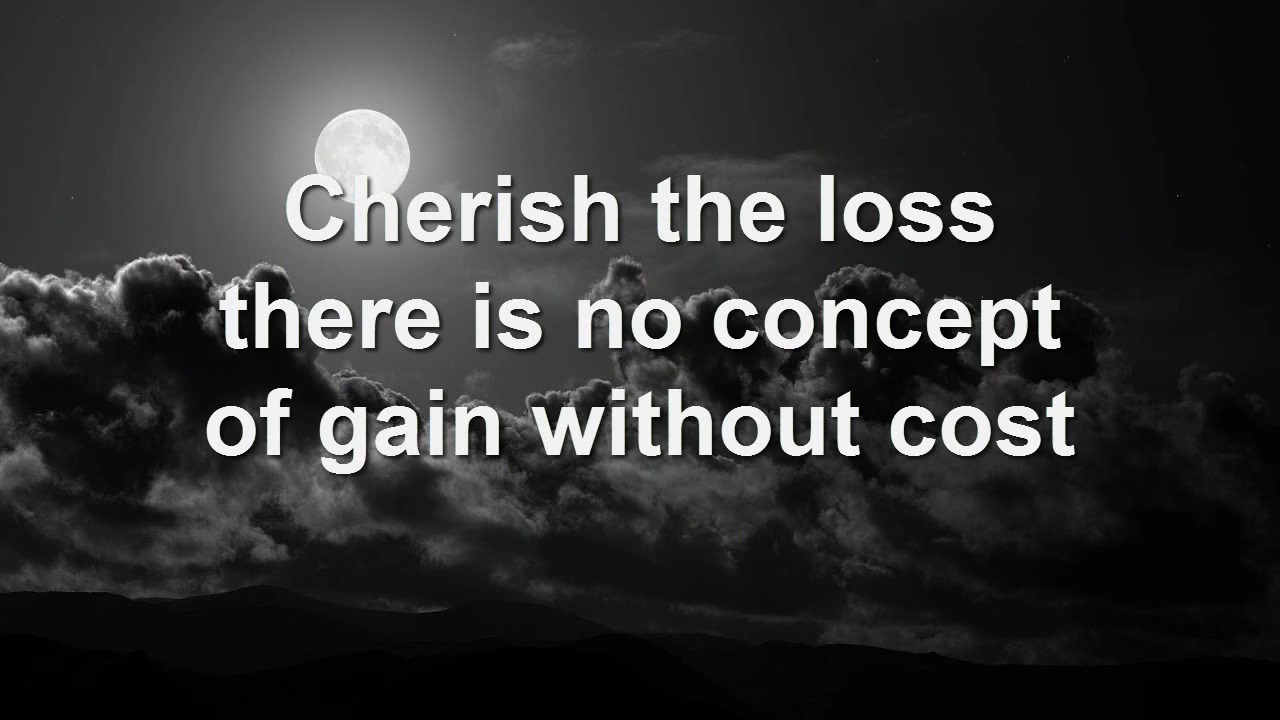 Cherish the loss
there is no concept
of gain without cost